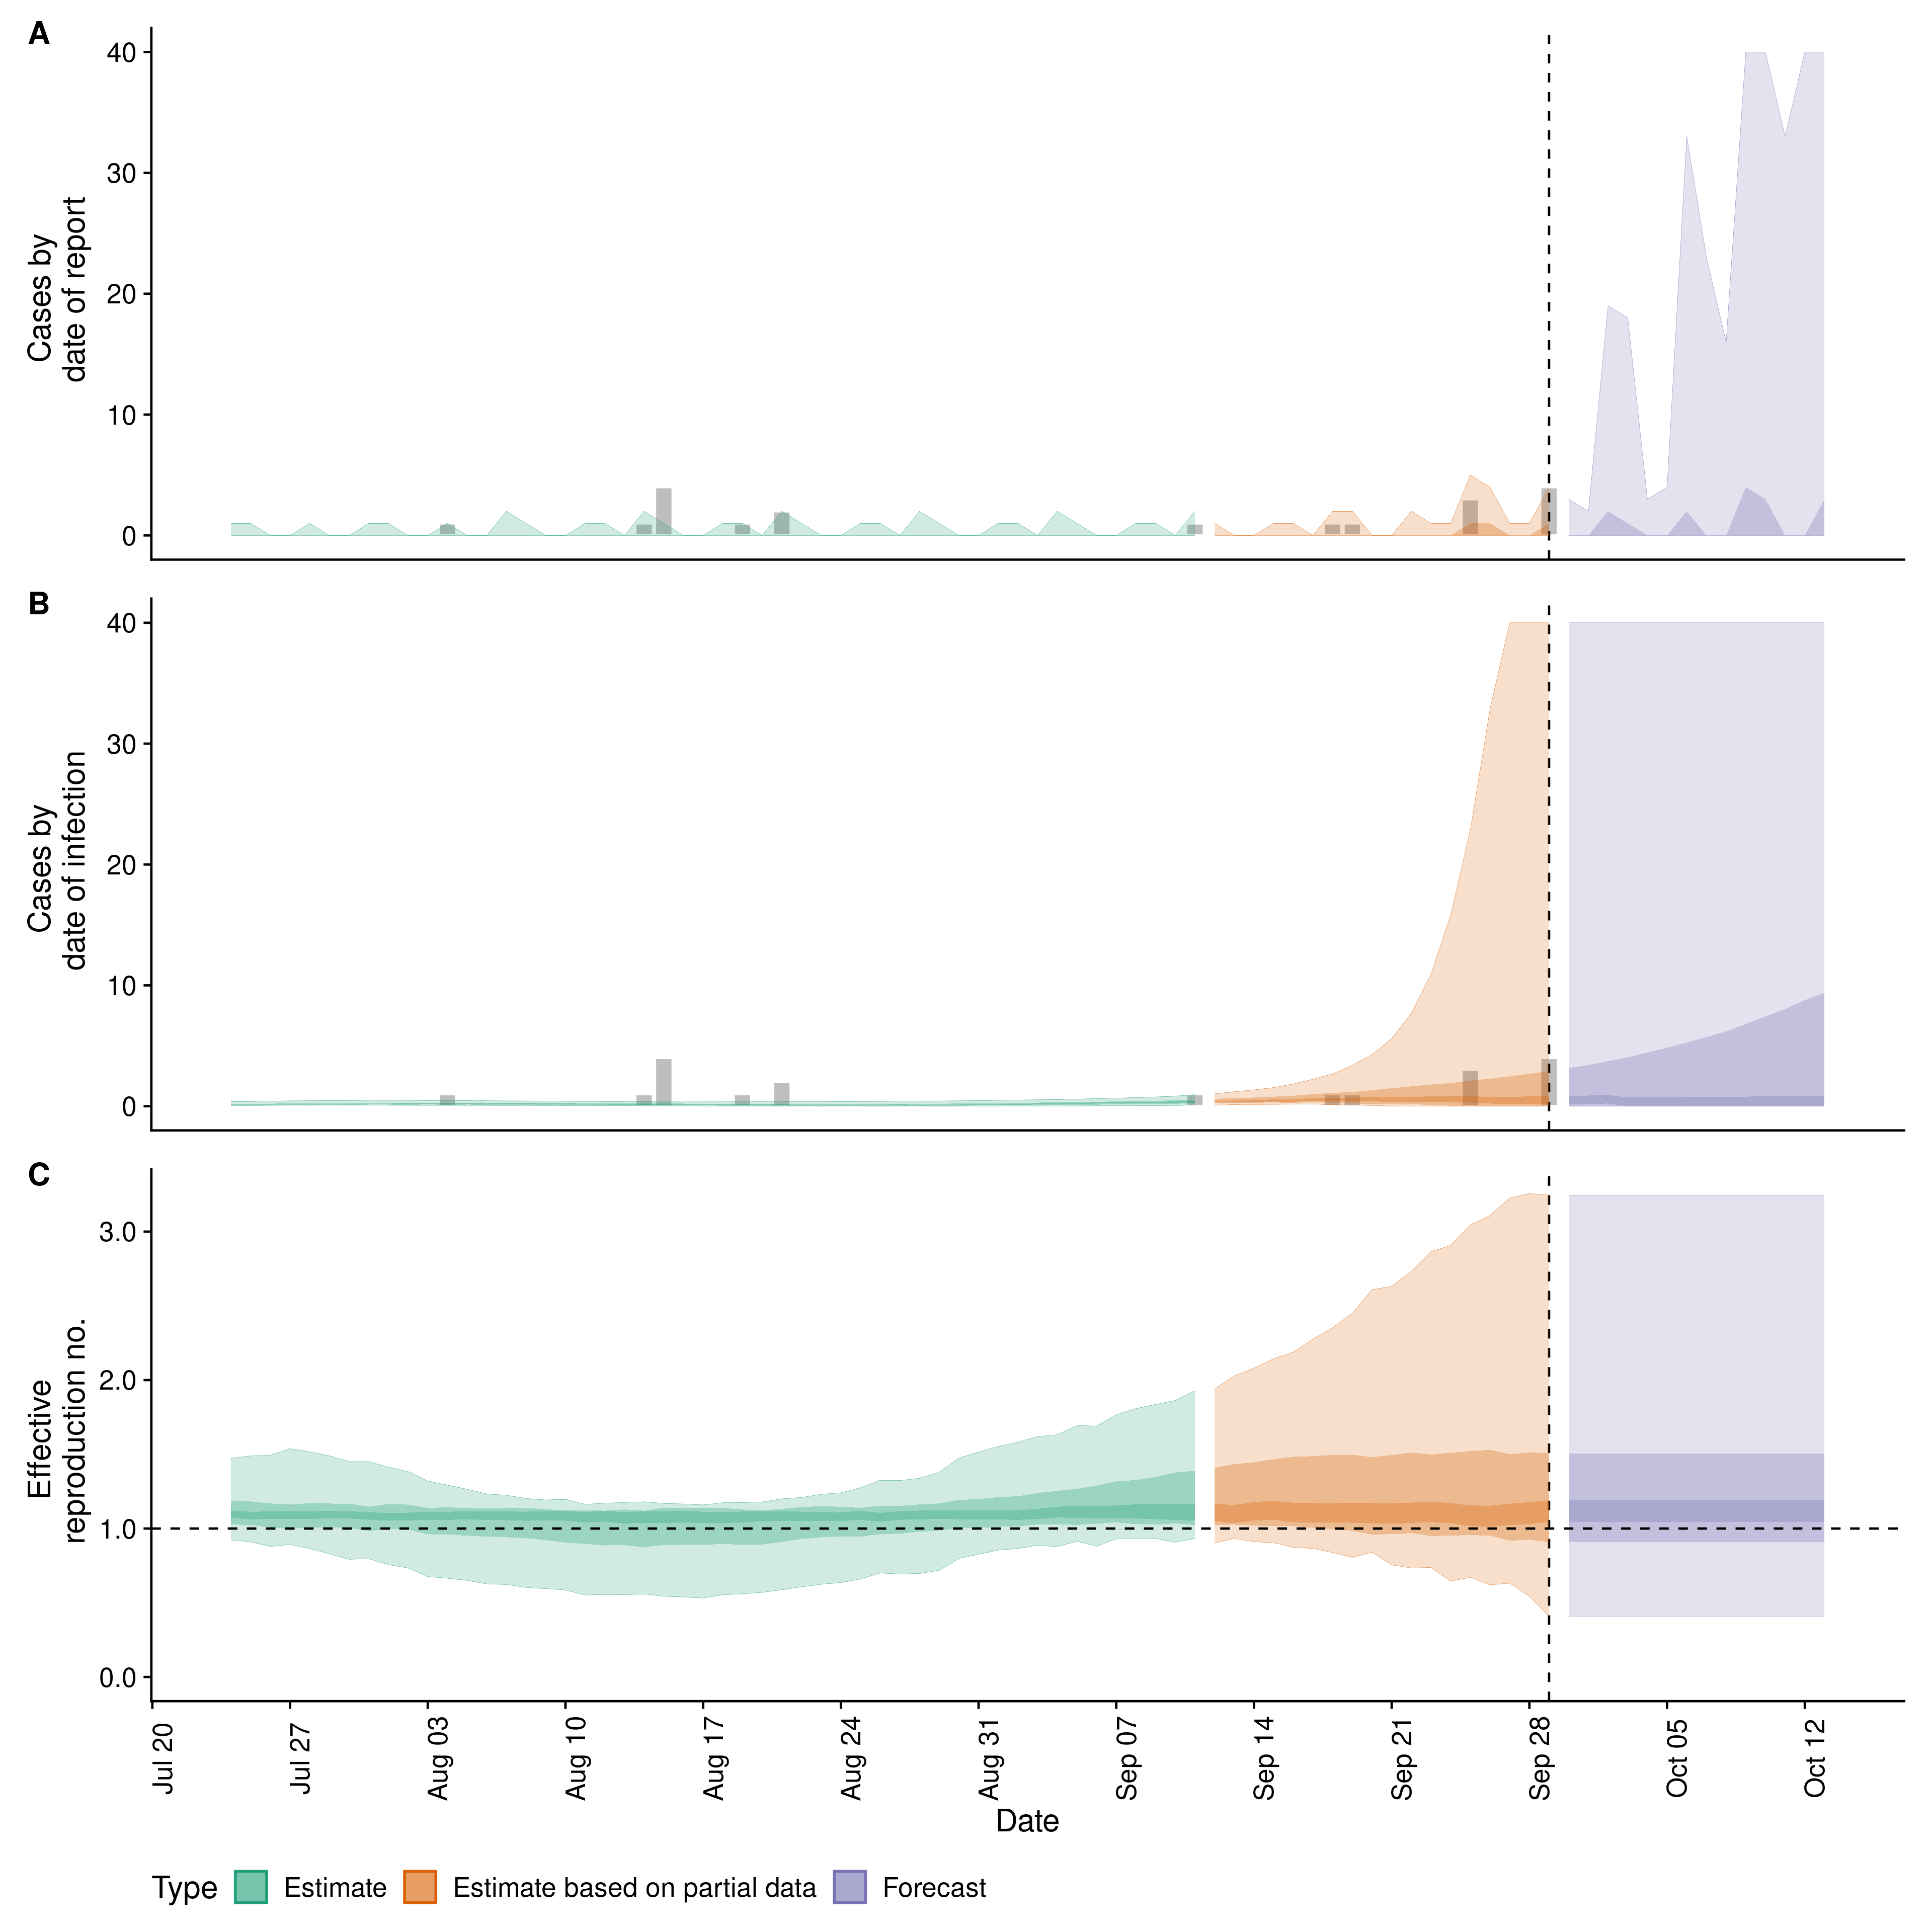 A
Cases by
date of report
40
30
20
10
0
B
Cases by
date of infection
40
30
20
10
0
C
Effective
reproduction no.
3.0
2.0
1.0
0.0
Jul 20
Jul 27
Aug 03
Aug 10
Aug 17
Aug 24
Aug 31
Sep 07
Sep 14
Sep 21
Sep 28
Oct 05
Oct 12
Date
Type Estimate Estimate based on partial data Forecast